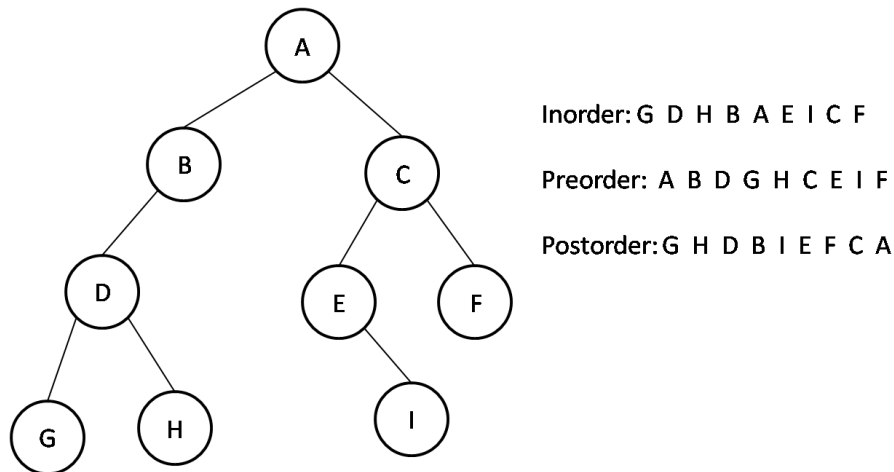 A
B
C
D
E
F
G
H
I
Inorder: G D H B A E I C F
Preorder: A B D G H C E I F
Postorder: G H D B I E F C A